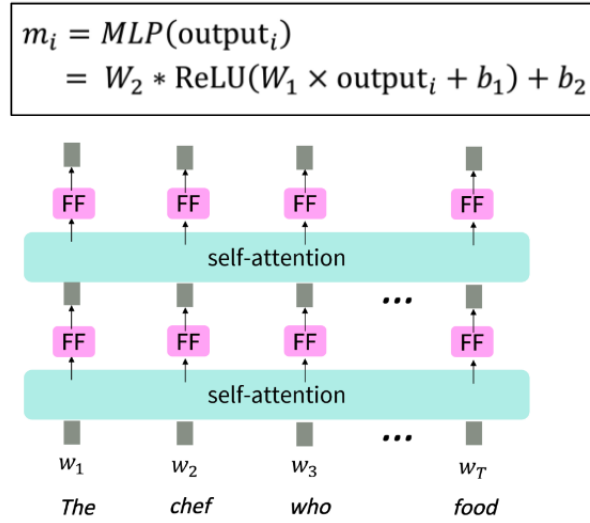 m_i = MLP(output_i)
= W_2 * ReLU(W_1 × output_i + b_1) + b_2
FF FF FF FF
self-attention
...
FF FF FF FF
self-attention
...
w_1 w_2 w_3 w_T
The chef who food